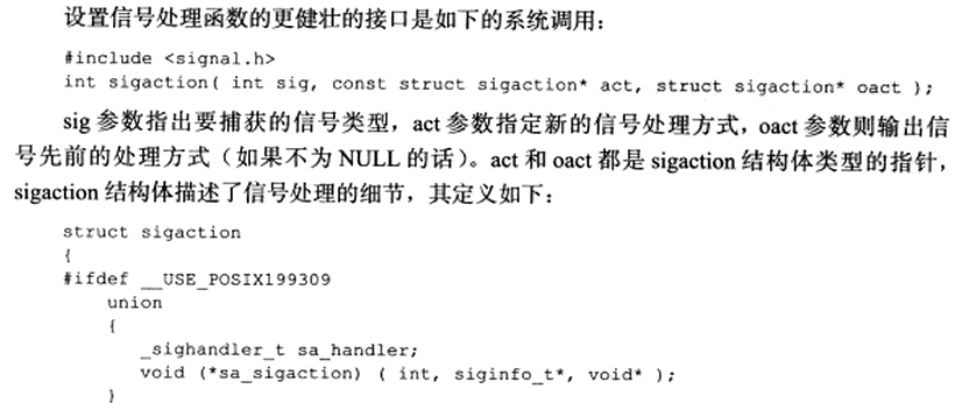 设置信号处理函数的更健壮的接口是如下的系统调用：
#include <signal.h>
int sigaction( int sig, const struct sigaction* act, struct sigaction* oact );
sig 参数指出要捕获的信号类型，act 参数指定新的信号处理方式，oact 参数则输出信
号先前的处理方式（如果不为 NULL 的话）。act 和 oact 都是 sigaction 结构体类型的指针，
sigaction 结构体描述了信号处理的细节，其定义如下：
struct sigaction
{
#ifdef __USE_POSIX199309
union
{
_sighandler_t sa_handler;
void (*sa_sigaction) ( int, siginfo_t*, void* );
}